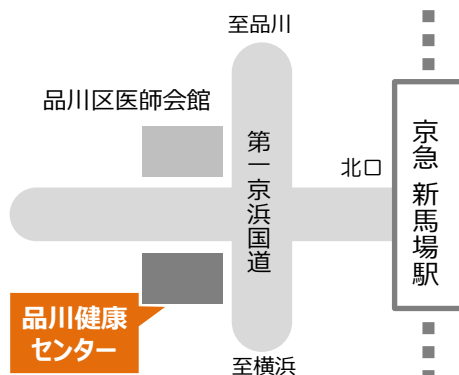 至品川
品川区医師会館
第一京浜国道
北口
京急 新馬場駅
品川健康
センター
至横浜